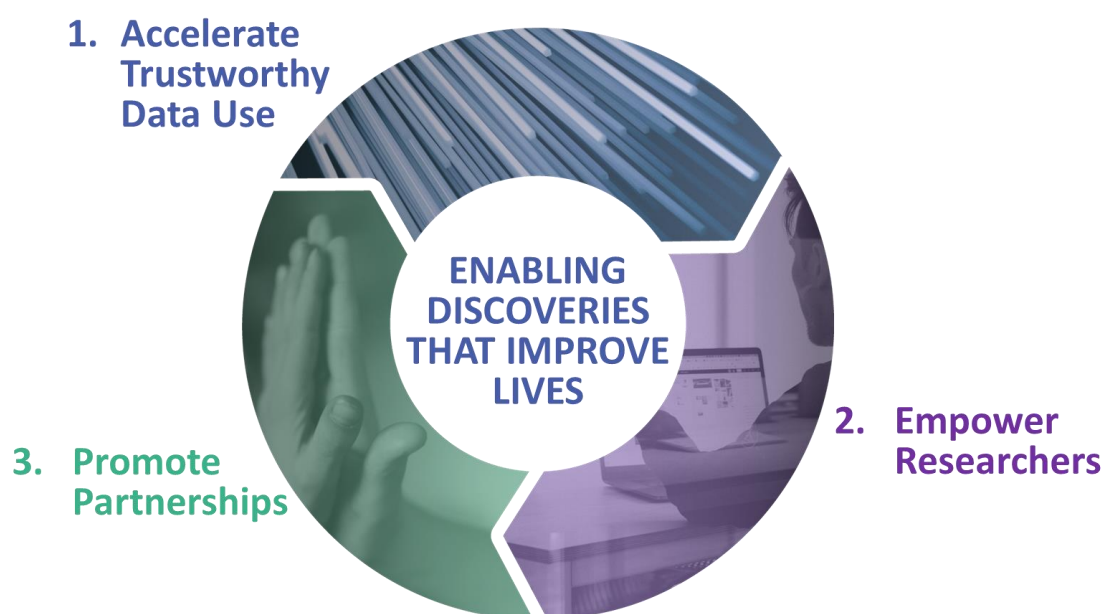 1. Accelerate
Trustworthy
Data Use
ENABLING
DISCOVERIES
THAT IMPROVE
LIVES
2. Empower
Researchers
3. Promote
Partnerships